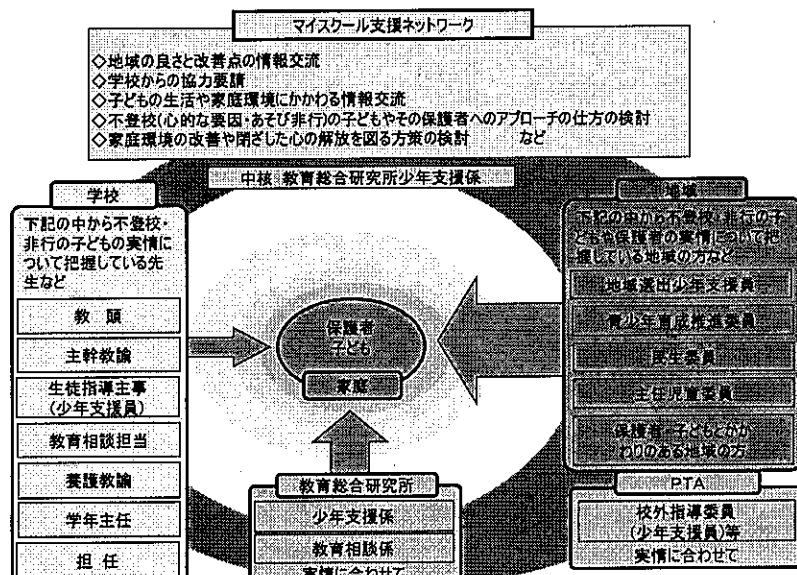 マイスクール支援ネットワーク
◇地域の良さと改善点の情報交流
◇学校からの協力要請
◇子どもの生活や家庭環境にかかわる情報交流
◇不登校(心的な要因・あそび非行)の子どもやその保護者へのアプローチの仕方の検討
◇家庭環境の改善や閉ざした心の解放を図る方策の検討　　など
中核 教育総合研究所少年支援係
学校
下記の中から不登校・
非行の子どもの実情に
ついて把握している先
生など
教 頭
主幹教諭
生徒指導主事
(少年支援員)
教育相談担当
養護教諭
学年主任
担 任
保護者
子ども
家庭
教育総合研究所
少年支援係
教育相談係
実情に合わせて
地域
下記の中から不登校・非行の子
どもや保護者の実情について把
握している地域の方など
地域選出少年支援員
青少年育成推進委員
民生委員
主任児童委員
保護者・子どもとかか
わりのある地域の方
PTA
校外指導委員
(少年支援員)等
実情に合わせて